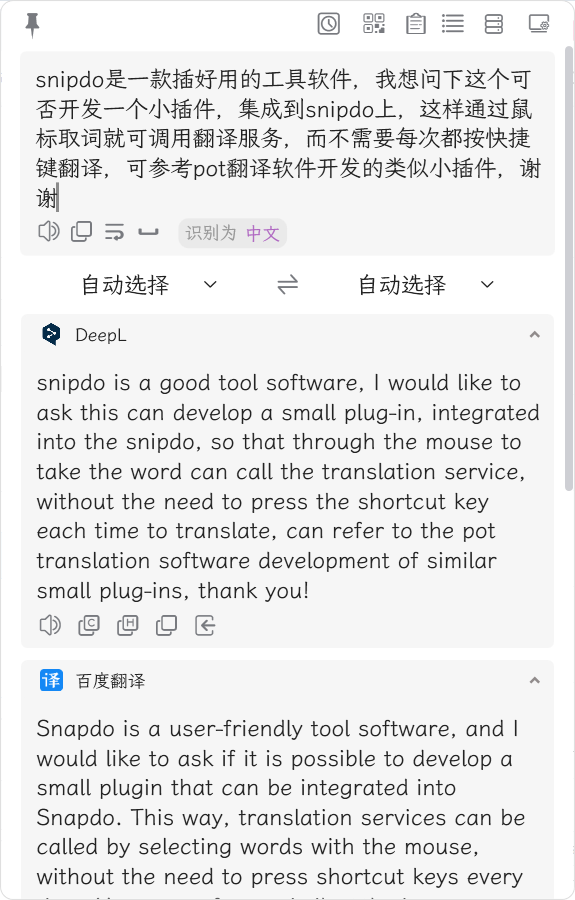 snipdo是一款插好用的工具软件，我想问下这个可
否开发一个小插件，集成到snipdo上，这样通过鼠
标取词就可调用翻译服务，而不需要每次都按快捷
键翻译，可参考pot翻译软件开发的类似小插件，谢
谢
识别为 中文
自动选择 自动选择
DeepL
snipdo is a good tool software, I would like to
ask this can develop a small plug-in, integrated
into the snipdo, so that through the mouse to
take the word can call the translation service,
without the need to press the shortcut key
each time to translate, can refer to the pot
translation software development of similar
small plug-ins, thank you!
译 百度翻译
Snapdo is a user-friendly tool software, and I
would like to ask if it is possible to develop a
small plugin that can be integrated into
Snapdo. This way, translation services can be
called by selecting words with the mouse,
without the need to press shortcut keys every